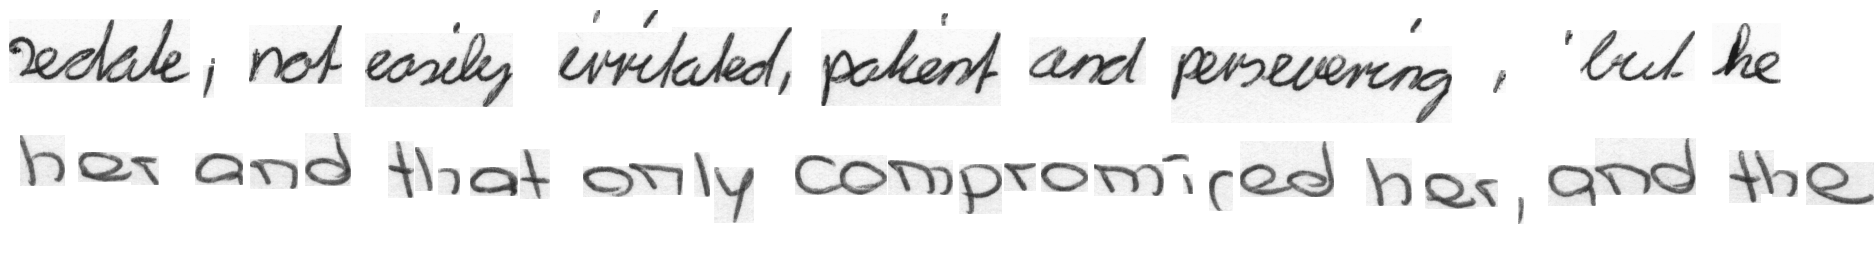 sedate, not easily irritated, patient and persevering, 'but he
her and that only compromised her, and the